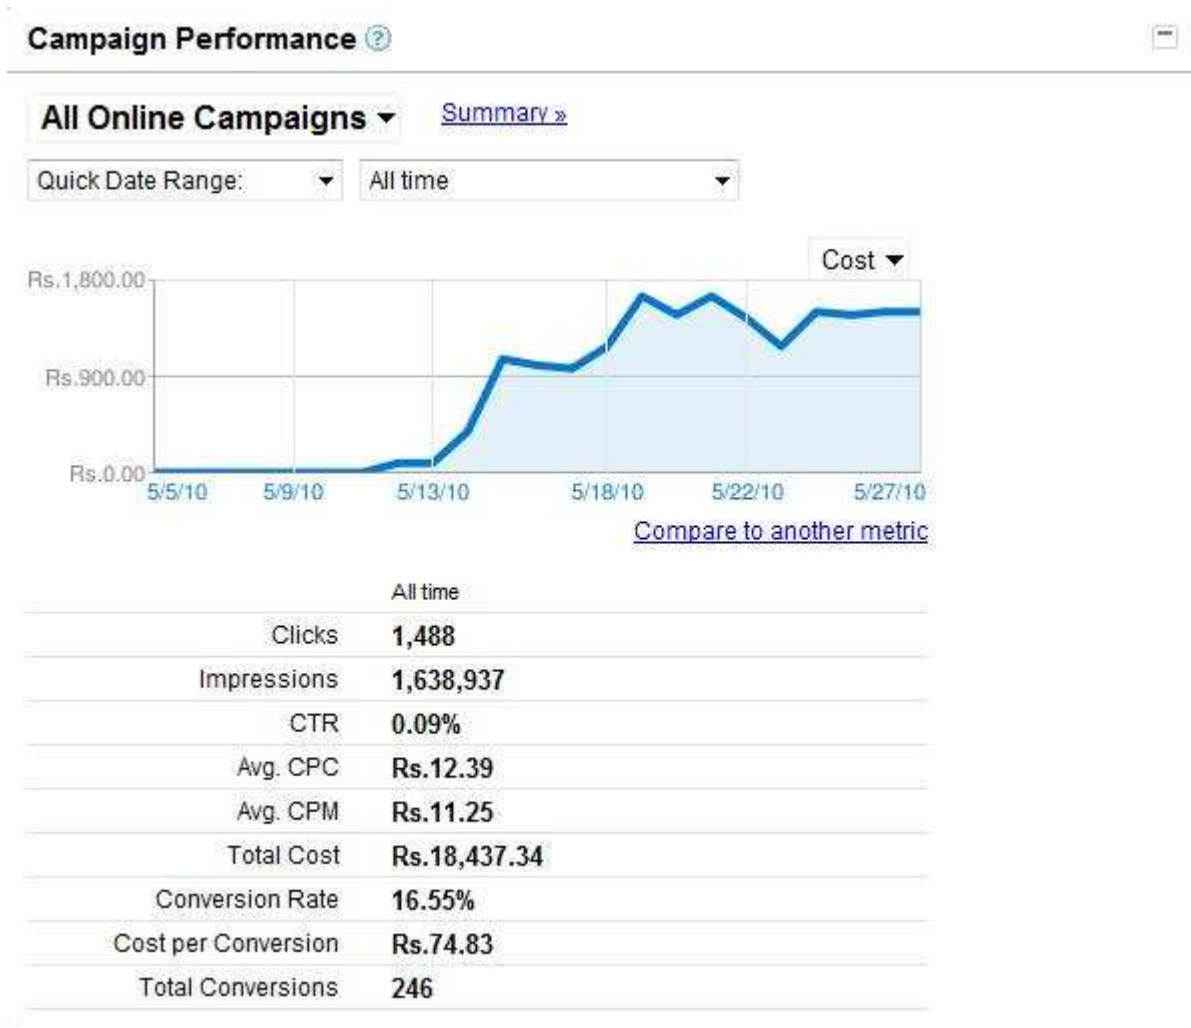 Campaign Performance ?
All Online Campaigns Summary »
Quick Date Range: All time
Cost
Rs.1,800.00
Rs.900.00
Rs.0.00
5/5/10 5/9/10 5/13/10 5/18/10 5/22/10 5/27/10
Compare to another metric
All time
Clicks 1,488
Impressions 1,638,937
CTR 0.09%
Avg. CPC Rs.12.39
Avg. CPM Rs.11.25
Total Cost Rs.18,437.34
Conversion Rate 16.55%
Cost per Conversion Rs.74.83
Total Conversions 246